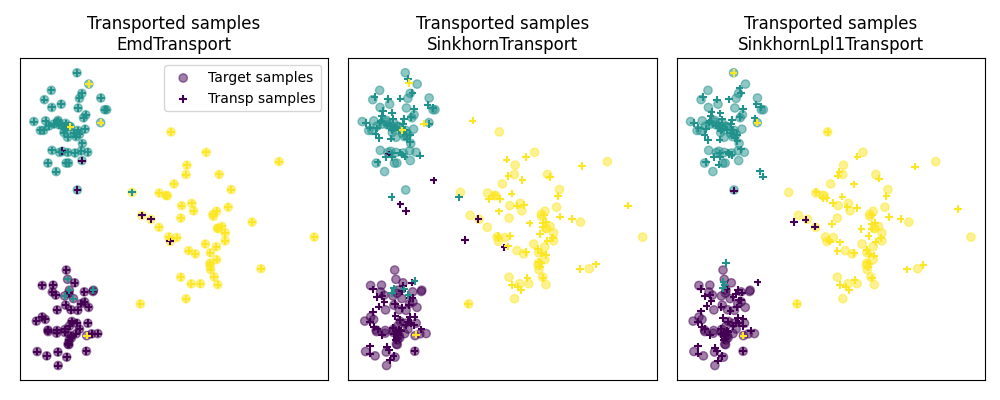 Transported samples
EmdTransport
Target samples
Transp samples
Transported samples
SinkhornTransport
Transported samples
SinkhornLpl1Transport